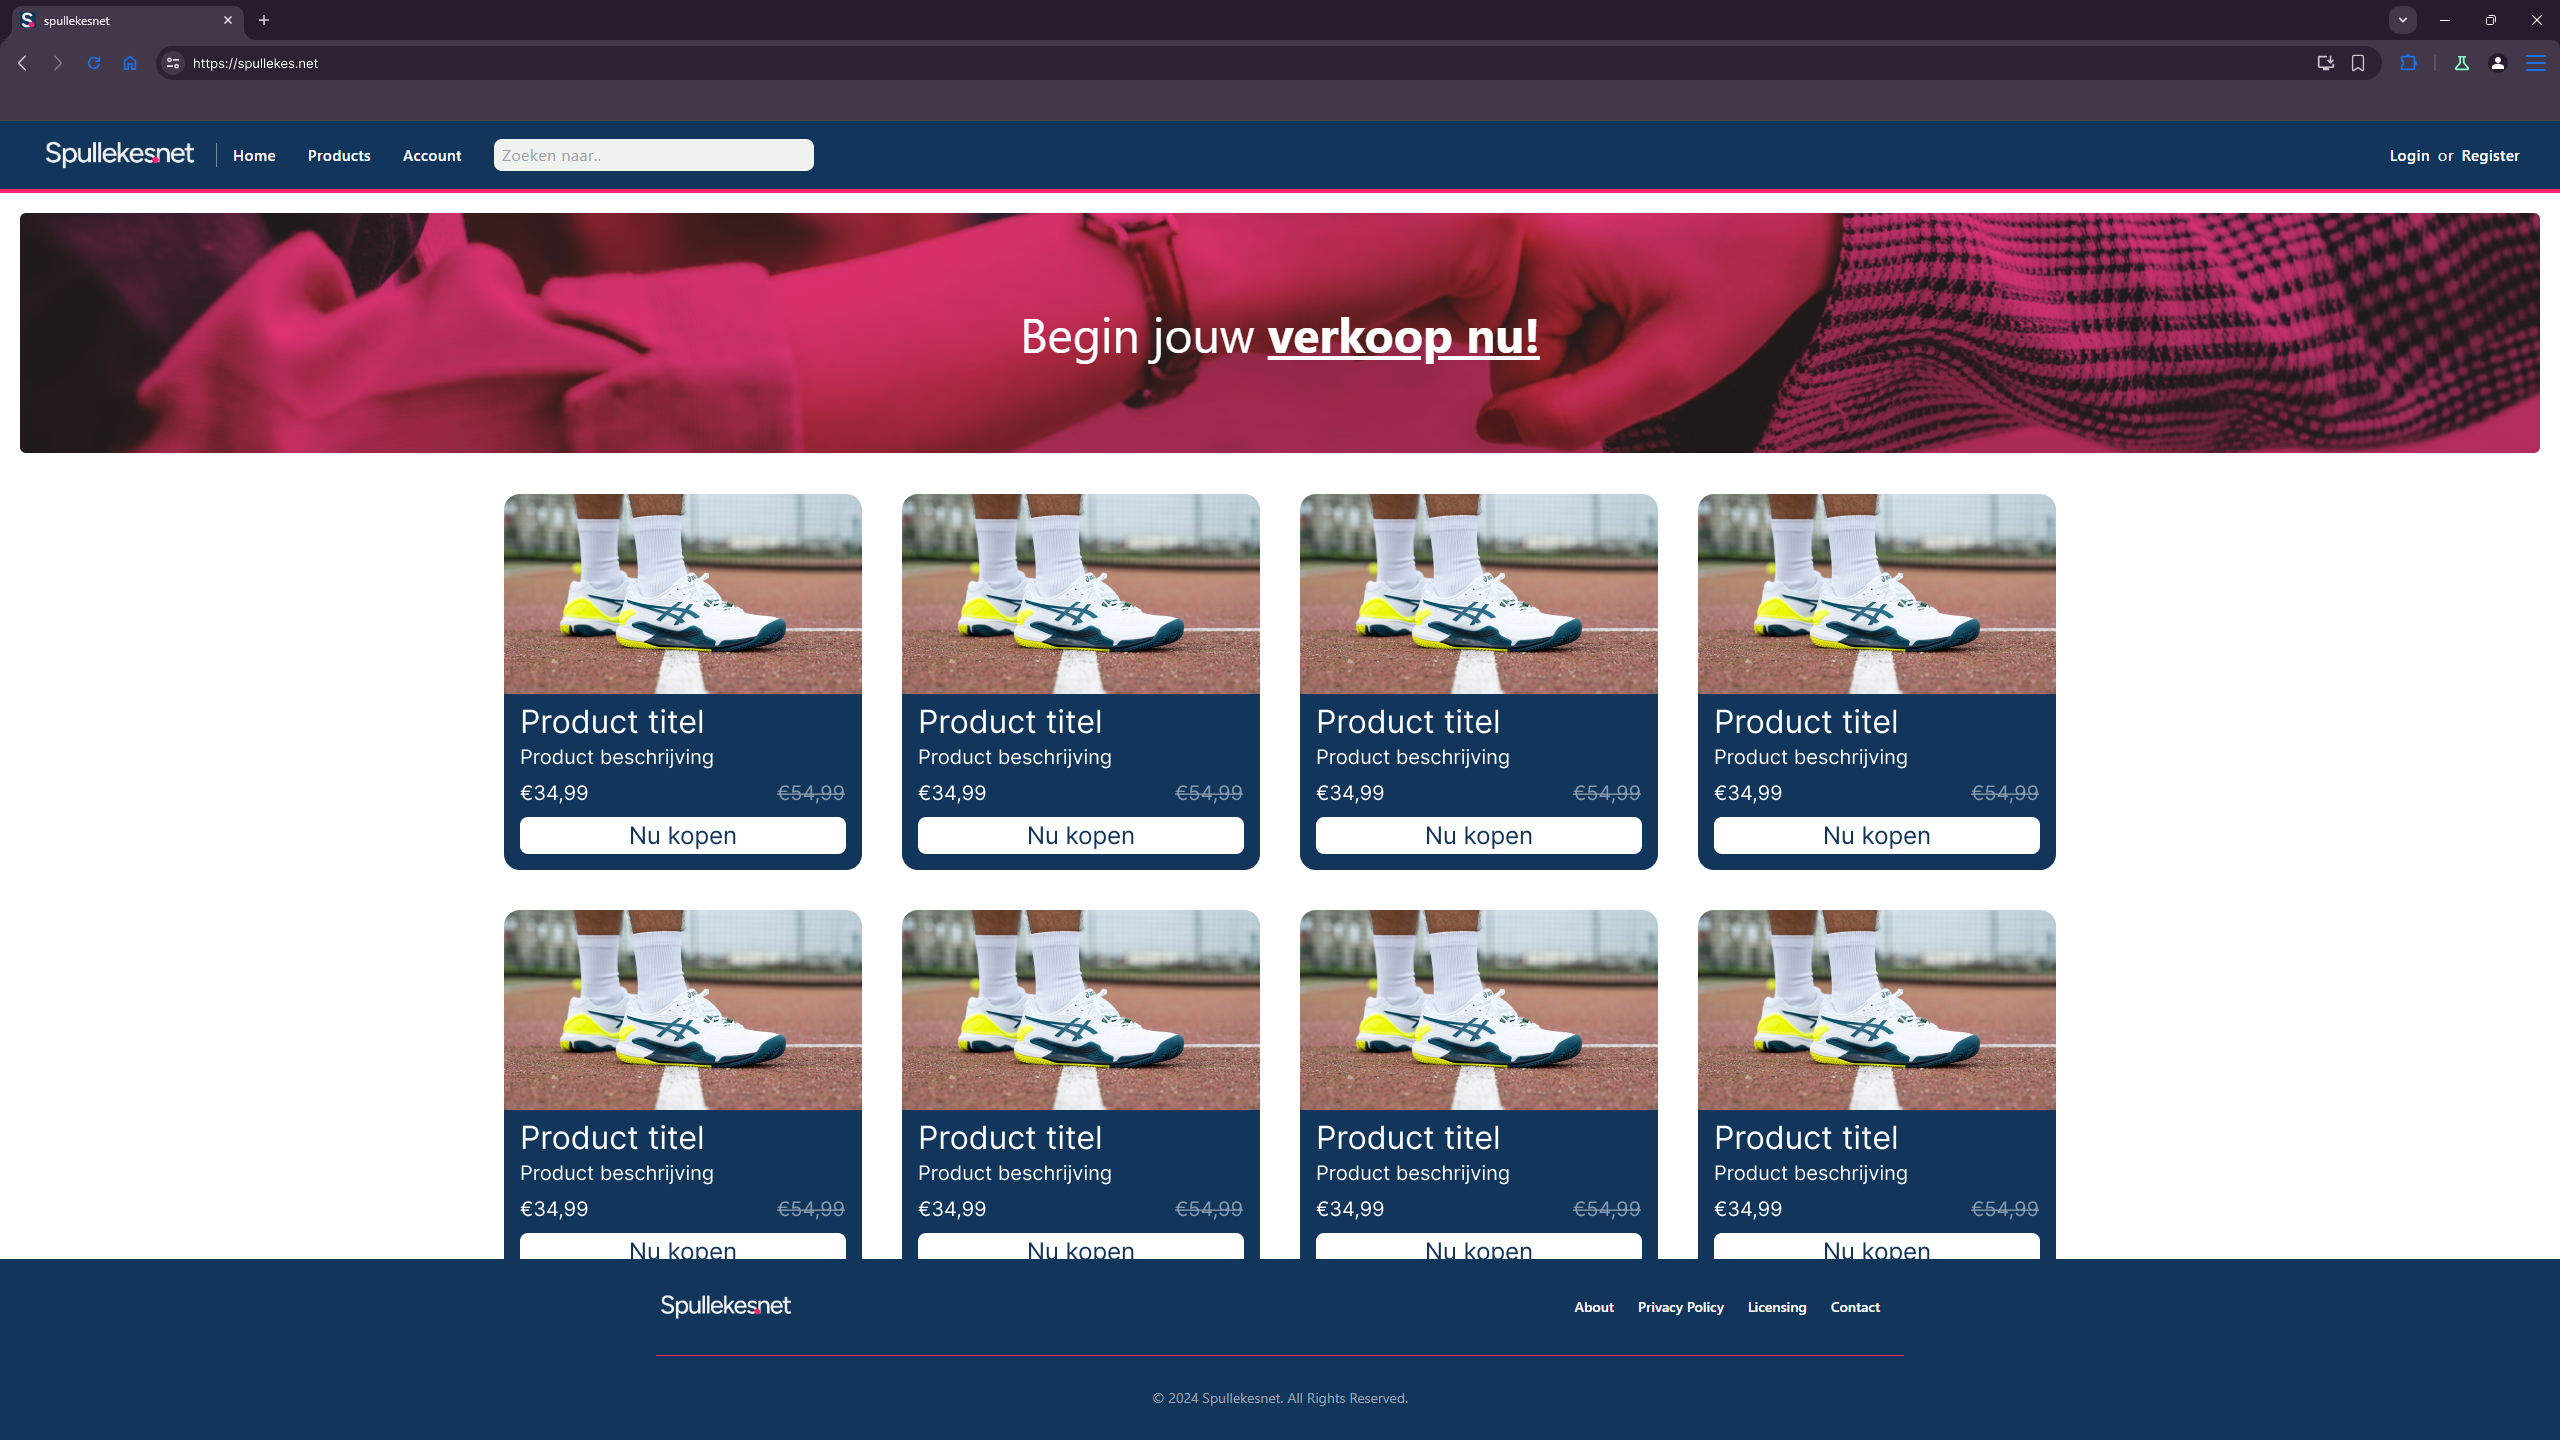 spullekesnet
https://spullekes.net
Spullekesnet Home Products Account Zoeken naar.. Login or Register
Begin jouw verkoop nu!
Product titel Product titel Product titel Product titel
Product beschrijving Product beschrijving Product beschrijving Product beschrijving
€34,99 €54,99 €34,99 €54,99 €34,99 €54,99 €34,99 €54,99
Nu kopen Nu kopen Nu kopen Nu kopen
Product titel Product titel Product titel Product titel
Product beschrijving Product beschrijving Product beschrijving Product beschrijving
€34,99 €54,99 €34,99 €54,99 €34,99 €54,99 €34,99 €54,99
Nu kopen Nu kopen Nu kopen Nu kopen
Spullekesnet About Privacy Policy Licensing Contact
© 2024 Spullekesnet. All Rights Reserved.